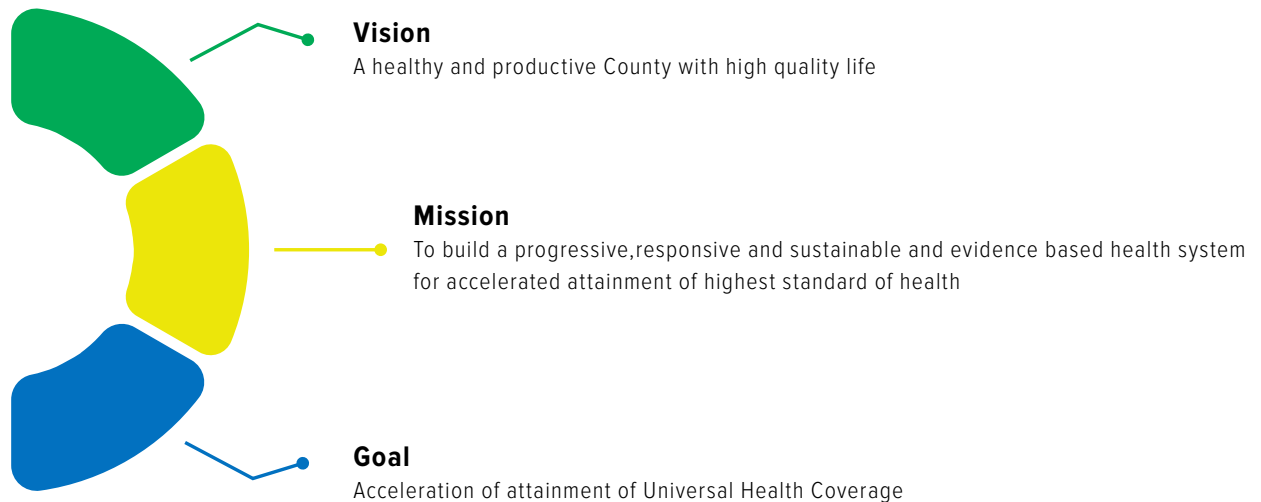 Vision
A healthy and productive County with high quality life
Mission
To build a progressive,responsive and sustainable and evidence based health system
for accelerated attainment of highest standard of health
Goal
Acceleration of attainment of Universal Health Coverage